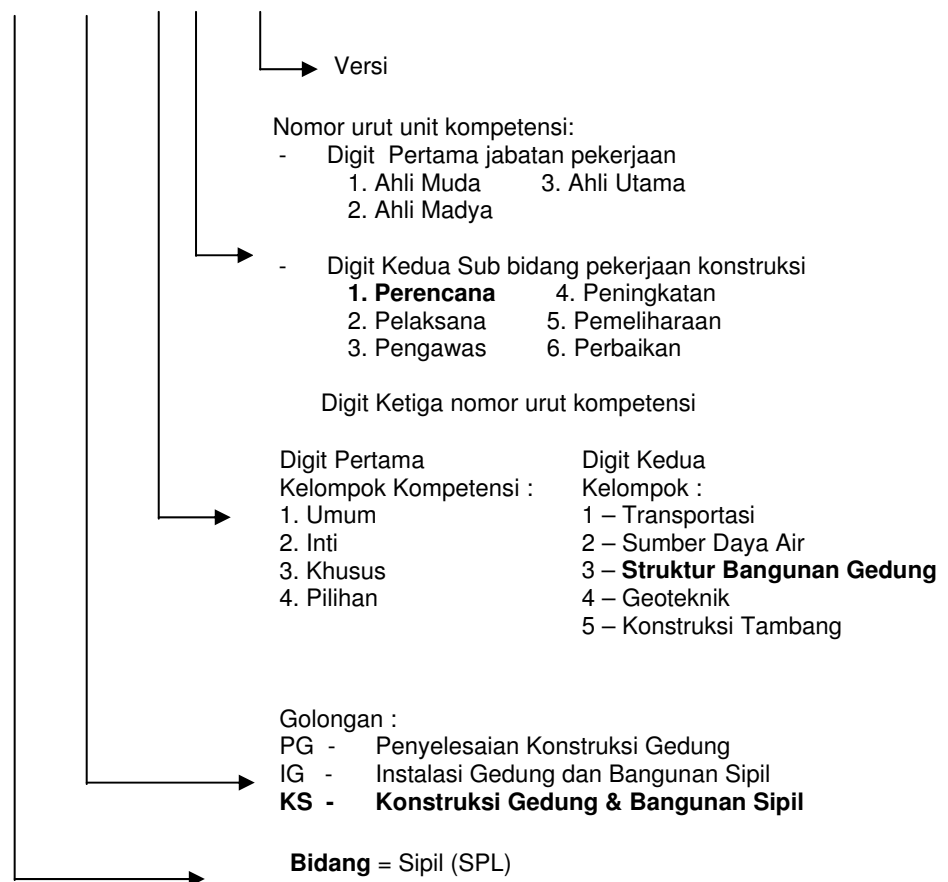 Versi
Nomor urut unit kompetensi:
- Digit Pertama jabatan pekerjaan
1. Ahli Muda 3. Ahli Utama
2. Ahli Madya
- Digit Kedua Sub bidang pekerjaan konstruksi
1. Perencana 4. Peningkatan
2. Pelaksana 5. Pemeliharaan
3. Pengawas 6. Perbaikan
Digit Ketiga nomor urut kompetensi
Digit Pertama Digit Kedua
Kelompok Kompetensi : Kelompok :
1. Umum 1 – Transportasi
2. Inti 2 – Sumber Daya Air
3. Khusus 3 – Struktur Bangunan Gedung
4. Pilihan 4 – Geoteknik
5 – Konstruksi Tambang
Golongan :
PG - Penyelesaian Konstruksi Gedung
IG - Instalasi Gedung dan Bangunan Sipil
KS - Konstruksi Gedung & Bangunan Sipil
Bidang = Sipil (SPL)